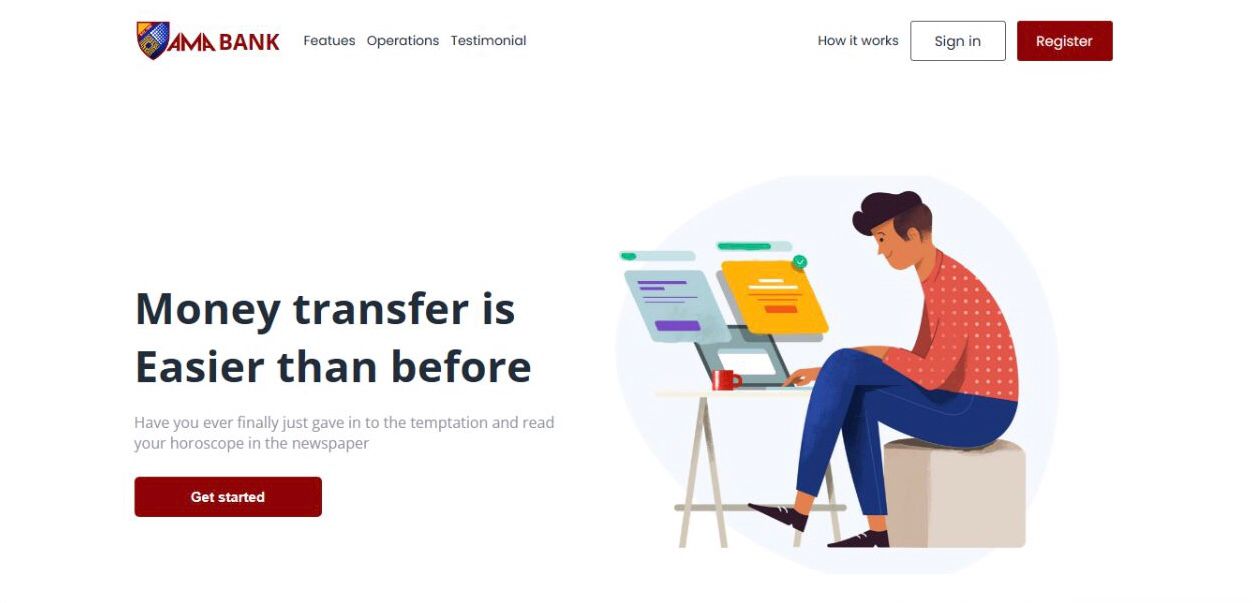 AMA BANK
Featues
Operations
Testimonial
How it works
Sign in
Register
Money transfer is
Easier than before
Have you ever finally just gave in to the temptation and read
your horoscope in the newspaper
Get started